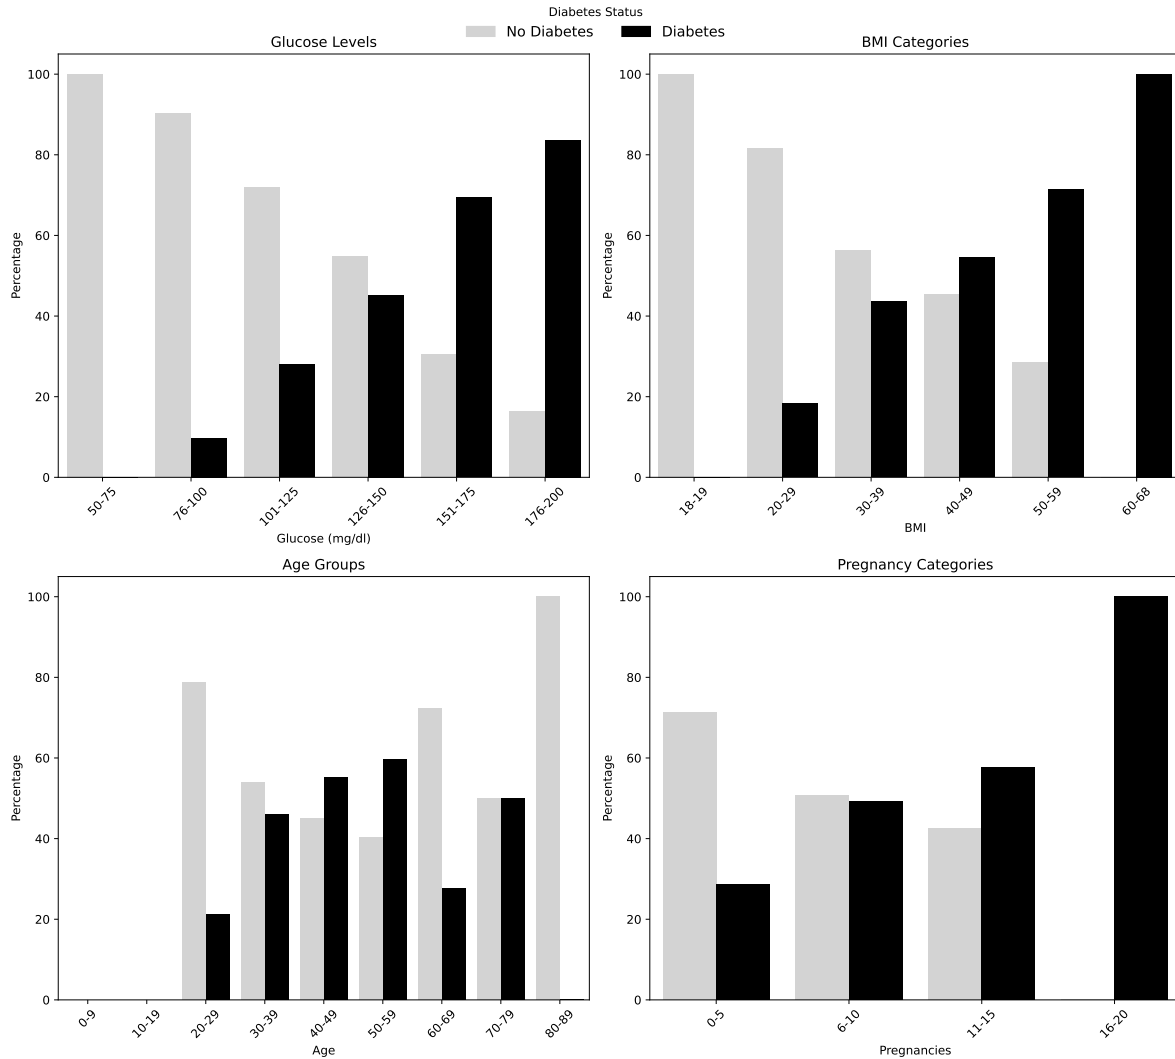 Diabetes Status
No Diabetes Diabetes
Glucose Levels
Percentage
100
80
60
40
20
0
50-75 76-100 101-125 126-150 151-175 176-200
Glucose (mg/dl)
BMI Categories
Percentage
100
80
60
40
20
0
18-19 20-29 30-39 40-49 50-59 60-68
BMI
Age Groups
Percentage
100
80
60
40
20
0
0-9 10-19 20-29 30-39 40-49 50-59 60-69 70-79 80-89
Age
Pregnancy Categories
Percentage
100
80
60
40
20
0
0-5 6-10 11-15 16-20
Pregnancies